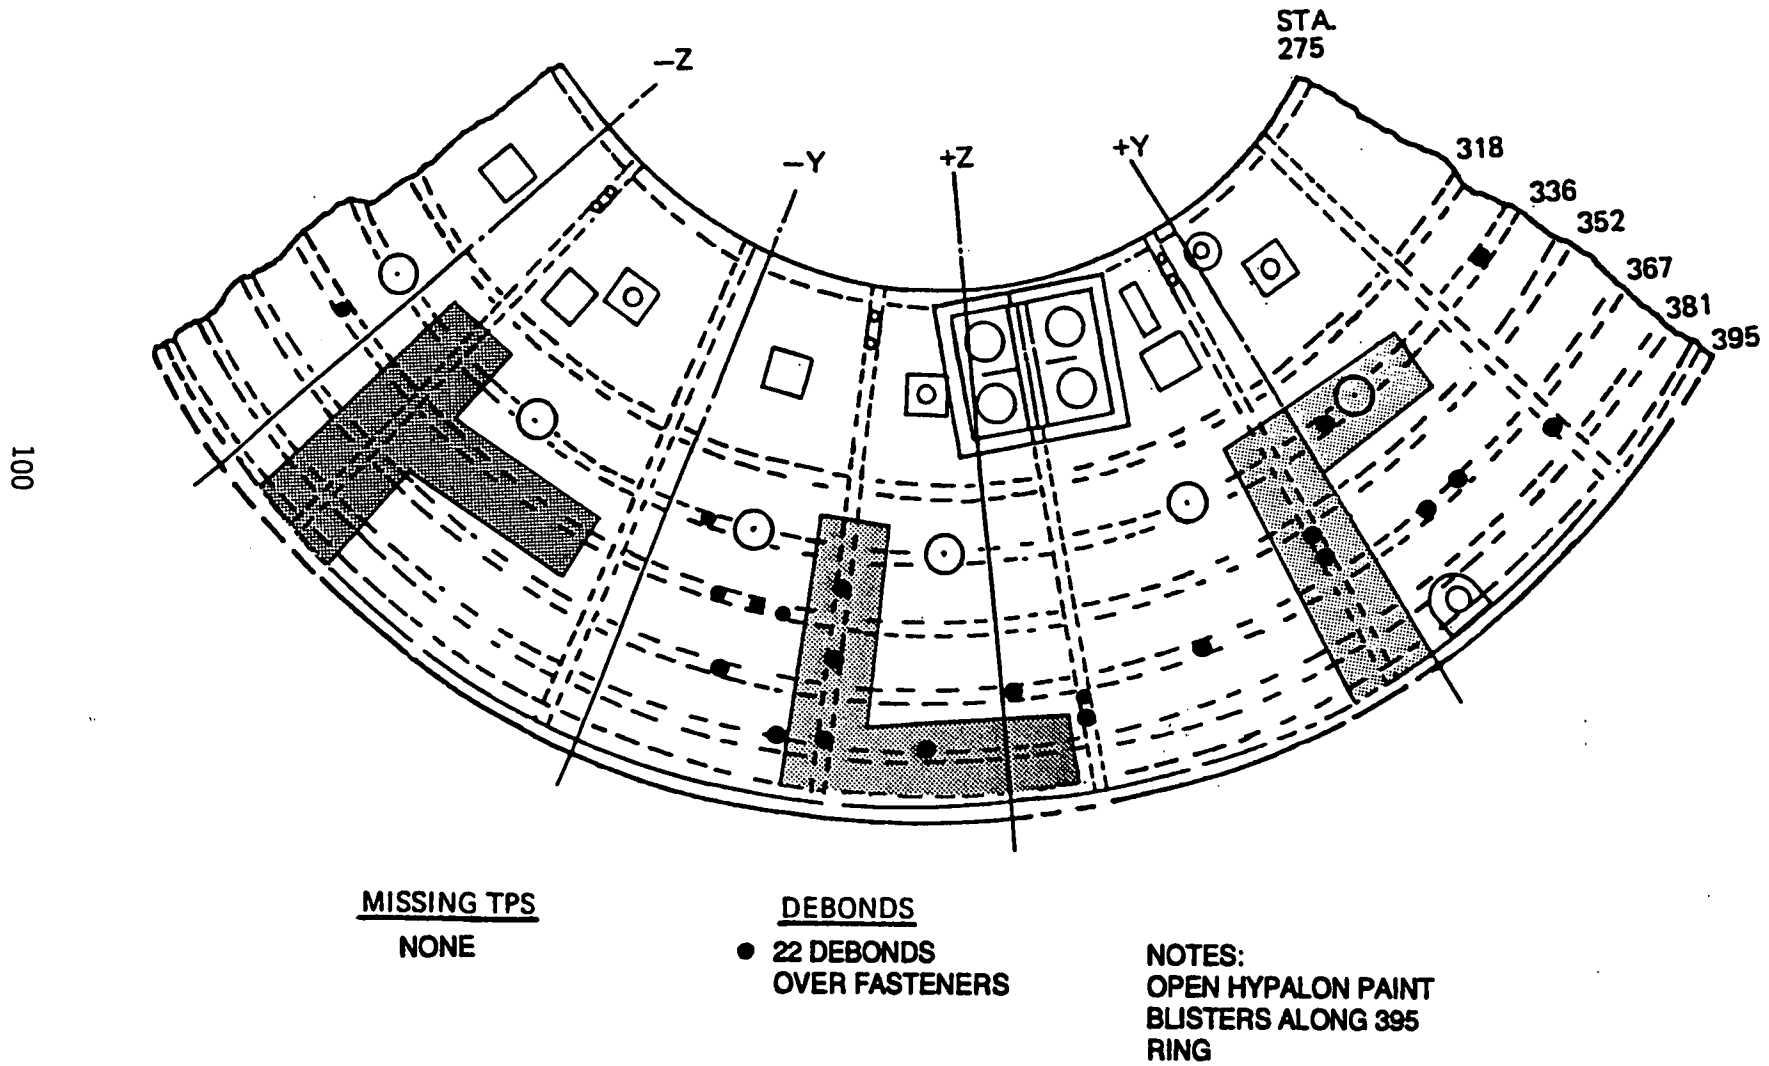 STA.
275
–Z
–Y
+Z
+Y
318
336
352
367
381
395
100
MISSING TPS
NONE
DEBONDS
● 22 DEBONDS
OVER FASTENERS
NOTES:
OPEN HYPALON PAINT
BLISTERS ALONG 395
RING